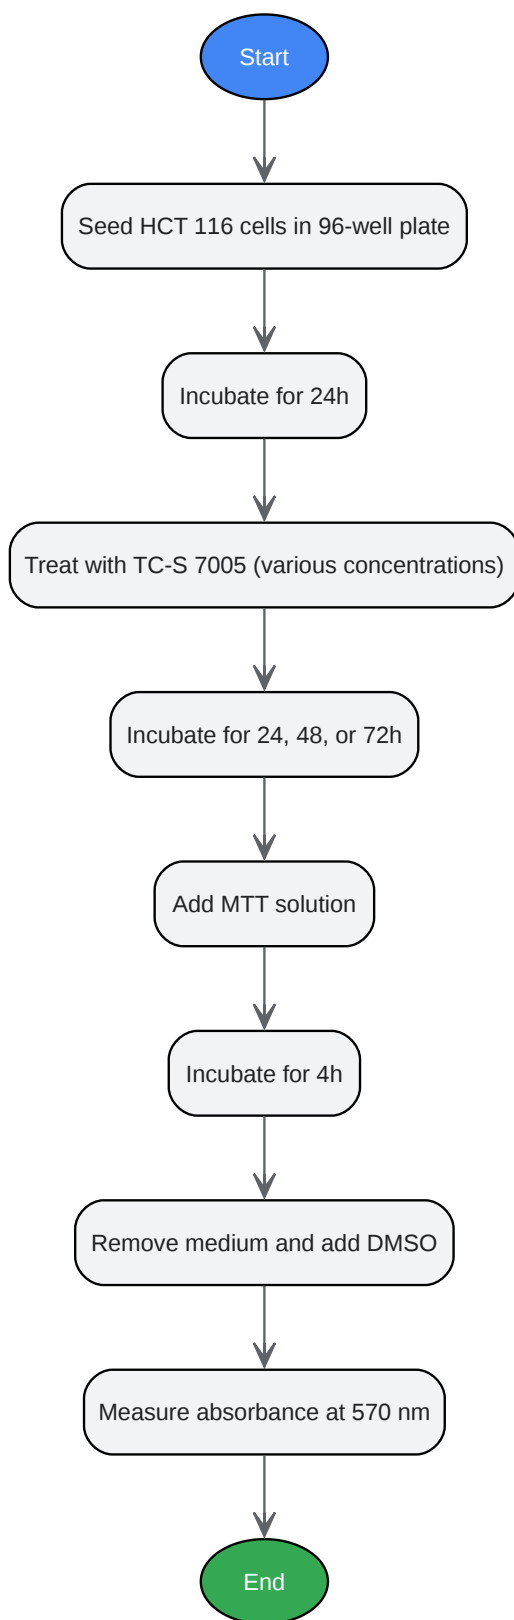 Start
Seed HCT 116 cells in 96-well plate
Incubate for 24h
Treat with TC-S 7005 (various concentrations)
Incubate for 24, 48, or 72h
Add MTT solution
Incubate for 4h
Remove medium and add DMSO
Measure absorbance at 570 nm
End